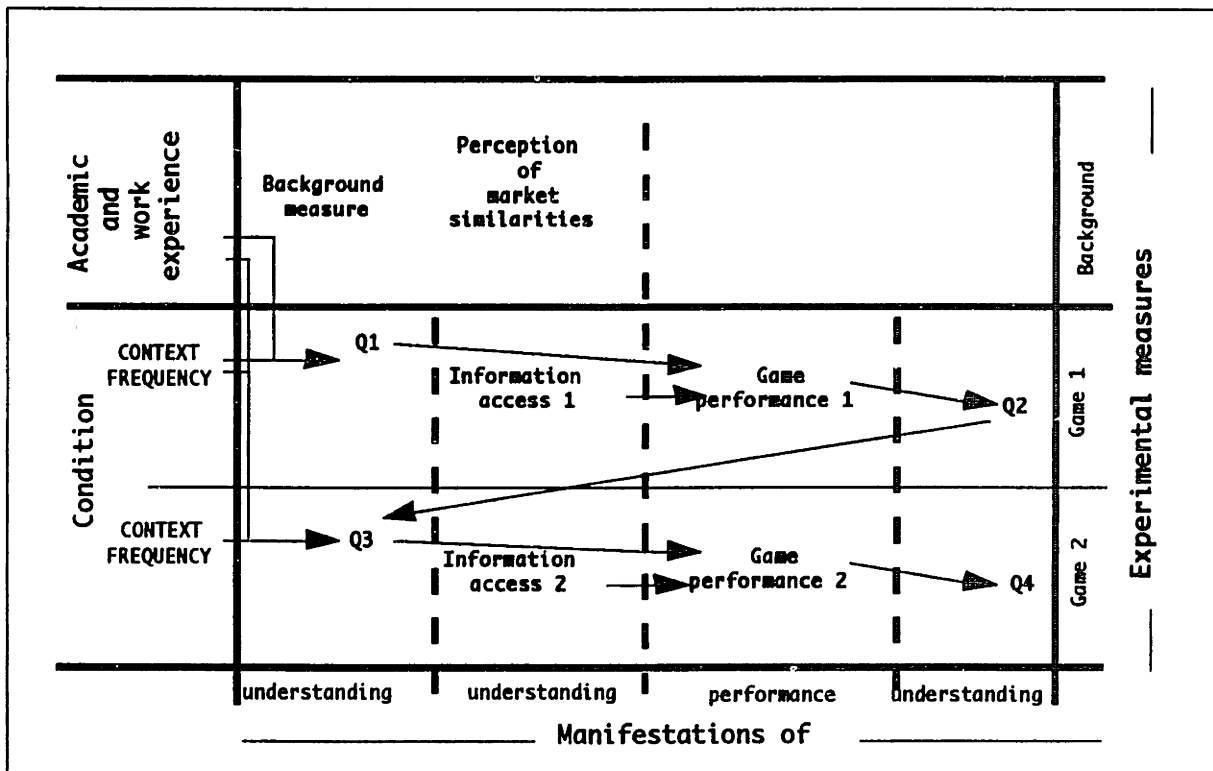 Academic
and
work
experience
Background
measure
Perception
of
market
similarities
Background
Condition
CONTEXT
FREQUENCY
Q1
Information
access 1
Game
performance 1
Q2
Game 1
CONTEXT
FREQUENCY
Q3
Information
access 2
Game
performance 2
Q4
Game 2
Experimental measures
understanding
understanding
performance
understanding
Manifestations of